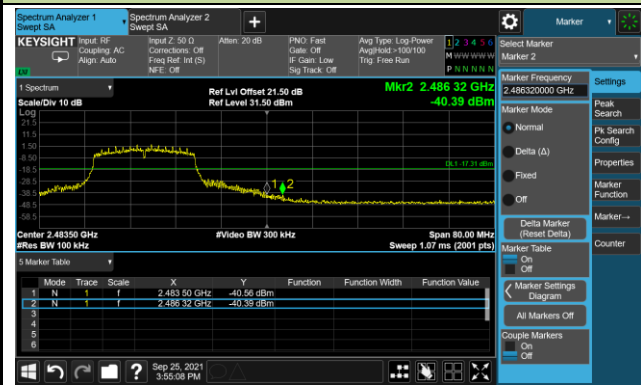 Spectrum Analyzer 1
Swept SA
Spectrum Analyzer 2
Swept SA
+
Marker
KEYSIGHT
Input: RF
Coupling: AC
Align: Auto
Input Z: 50 Ω
Corrections: Off
Freq Ref: Int (S)
NFE: Off
Atten: 20 dB
PNO: Fast
Gate: Off
IF Gain: Low
Sig Track: Off
Avg Type: Log-Power
Avg|Hold:>100/100
Trig: Free Run
1 2 3 4 5 6
M W W W W W
P N N N N N
LXI
Select Marker
Marker 2
1 Spectrum
Scale/Div 10 dB
Log
Ref Lvl Offset 21.50 dB
Ref Level 31.50 dBm
Mkr2 2.486 32 GHz
-40.39 dBm
21.5
11.5
1.50
-8.50
-18.5
-28.5
-38.5
-48.5
-58.5
DL1 -17.31 dBm
1
2
Center 2.48350 GHz
#Res BW 100 kHz
#Video BW 300 kHz
Span 80.00 MHz
Sweep 1.07 ms (2001 pts)
5 Marker Table
Mode Trace Scale X Y Function Function Width Function Value
1 N 1 f 2.483 50 GHz -40.56 dBm
2 N 1 f 2.486 32 GHz -40.39 dBm
3
4
5
6
Marker Frequency
2.486320000 GHz
Marker Mode
Normal
Delta (Δ)
Fixed
Off
Delta Marker
(Reset Delta)
Marker Table
On
Off
Marker Settings
Diagram
All Markers Off
Couple Markers
On
Off
Settings
Peak
Search
Pk Search
Config
Properties
Marker
Function
Marker→
Counter
?
Sep 25, 2021
3:55:08 PM